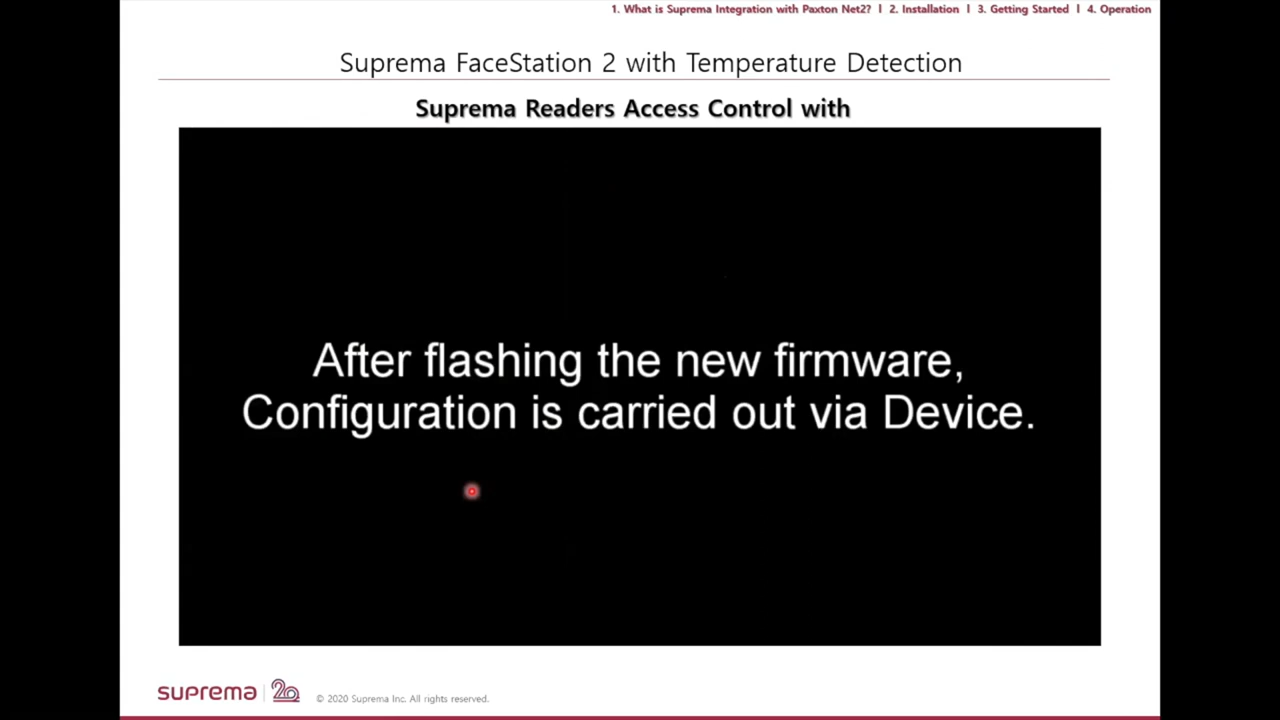 1. What is Suprema Integration with Paxton Net2? l 2. Installation l 3. Getting Started l 4. Operation
Suprema FaceStation 2 with Temperature Detection
Suprema Readers Access Control with
After flashing the new firmware,
Configuration is carried out via Device.
suprema 20 © 2020 Suprema Inc. All rights reserved.